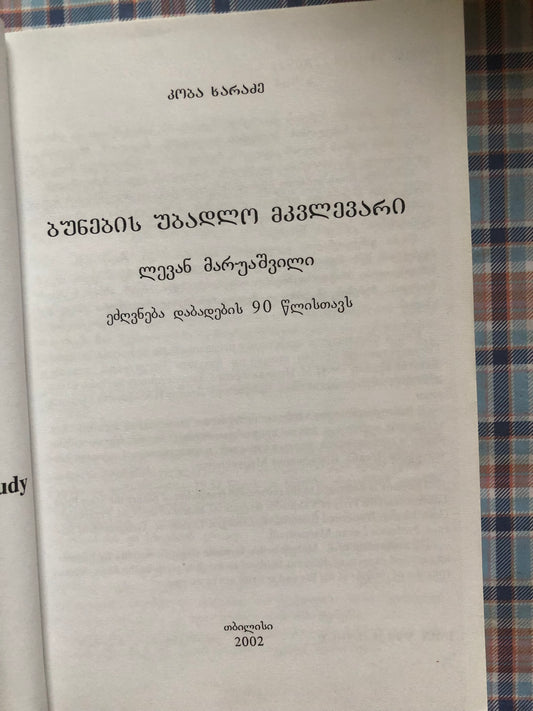 კობა ხარაძე
ბუნების უბადლო მკვლევარი
ლევან მარუაშვილი
ეძღვნება დაბადების 90 წლისთავს
udy
თბილისი
2002